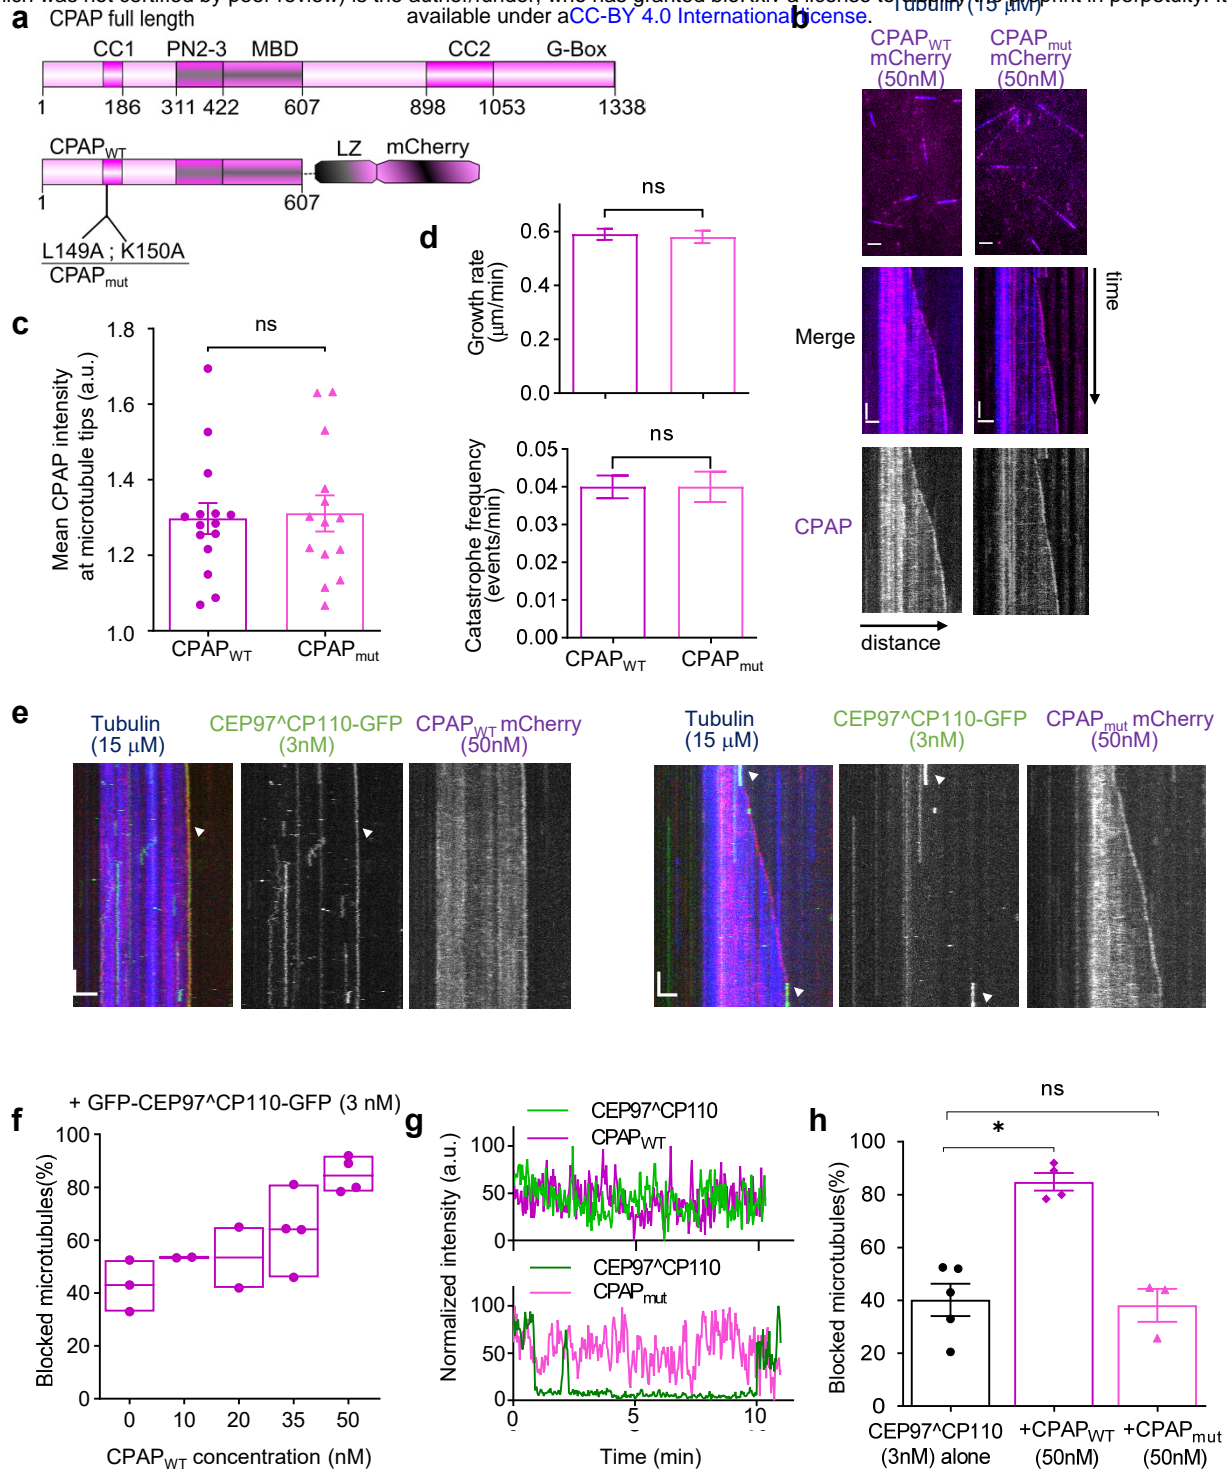 available under aCC-BY 4.0 International license.
a
CPAP full length
CC1 PN2-3 MBD CC2 G-Box
1 186 311 422 607 898 1053 1338
CPAPWT
LZ mCherry
1 607
L149A ; K150A
CPAPmut
b
Tubulin (15 μM)
CPAPWT mCherry (50nM)
CPAPmut mCherry (50nM)
time
Merge
CPAP
distance
c
Mean CPAP intensity
at microtubule tips (a.u.)
1.8
1.6
1.4
1.2
1.0
ns
CPAPWT CPAPmut
d
Growth rate
(μm/min)
0.6
0.4
0.2
0.0
ns
Catastrophe frequency
(events/min)
0.05
0.04
0.03
0.02
0.01
0.00
ns
CPAPWT CPAPmut
e
Tubulin (15 μM)
CEP97^CP110-GFP (3nM)
CPAPWT mCherry (50nM)
Tubulin (15 μM)
CEP97^CP110-GFP (3nM)
CPAPmut mCherry (50nM)
f
+ GFP-CEP97^CP110-GFP (3 nM)
Blocked microtubules(%)
100
80
60
40
20
0
0 10 20 35 50
CPAPWT concentration (nM)
g
CEP97^CP110
CPAPWT
Normalized intensity (a.u.)
100
50
0
CEP97^CP110
CPAPmut
100
50
0
0 5 10
Time (min)
h
ns
*
Blocked microtubules(%)
100
80
60
40
20
0
CEP97^CP110 (3nM) alone
+CPAPWT (50nM)
+CPAPmut (50nM)